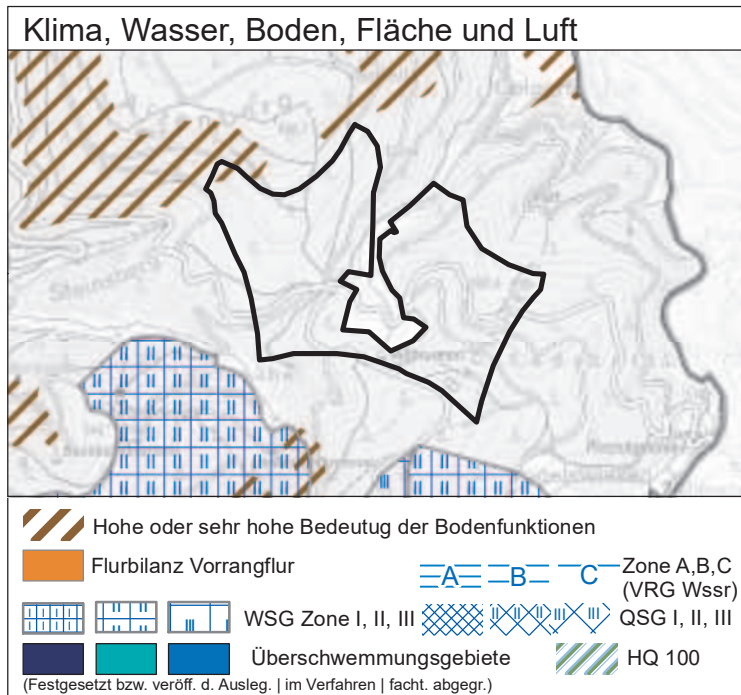 Klima, Wasser, Boden, Fläche und Luft
Hohe oder sehr hohe Bedeutug der Bodenfunktionen
Flurbilanz Vorrangflur
A B C Zone A,B,C
(VRG Wssr)
WSG Zone I, II, III
QSG I, II, III
Überschwemmungsgebiete
HQ 100
(Festgesetzt bzw. veröff. d. Ausleg. | im Verfahren | facht. abgegr.)